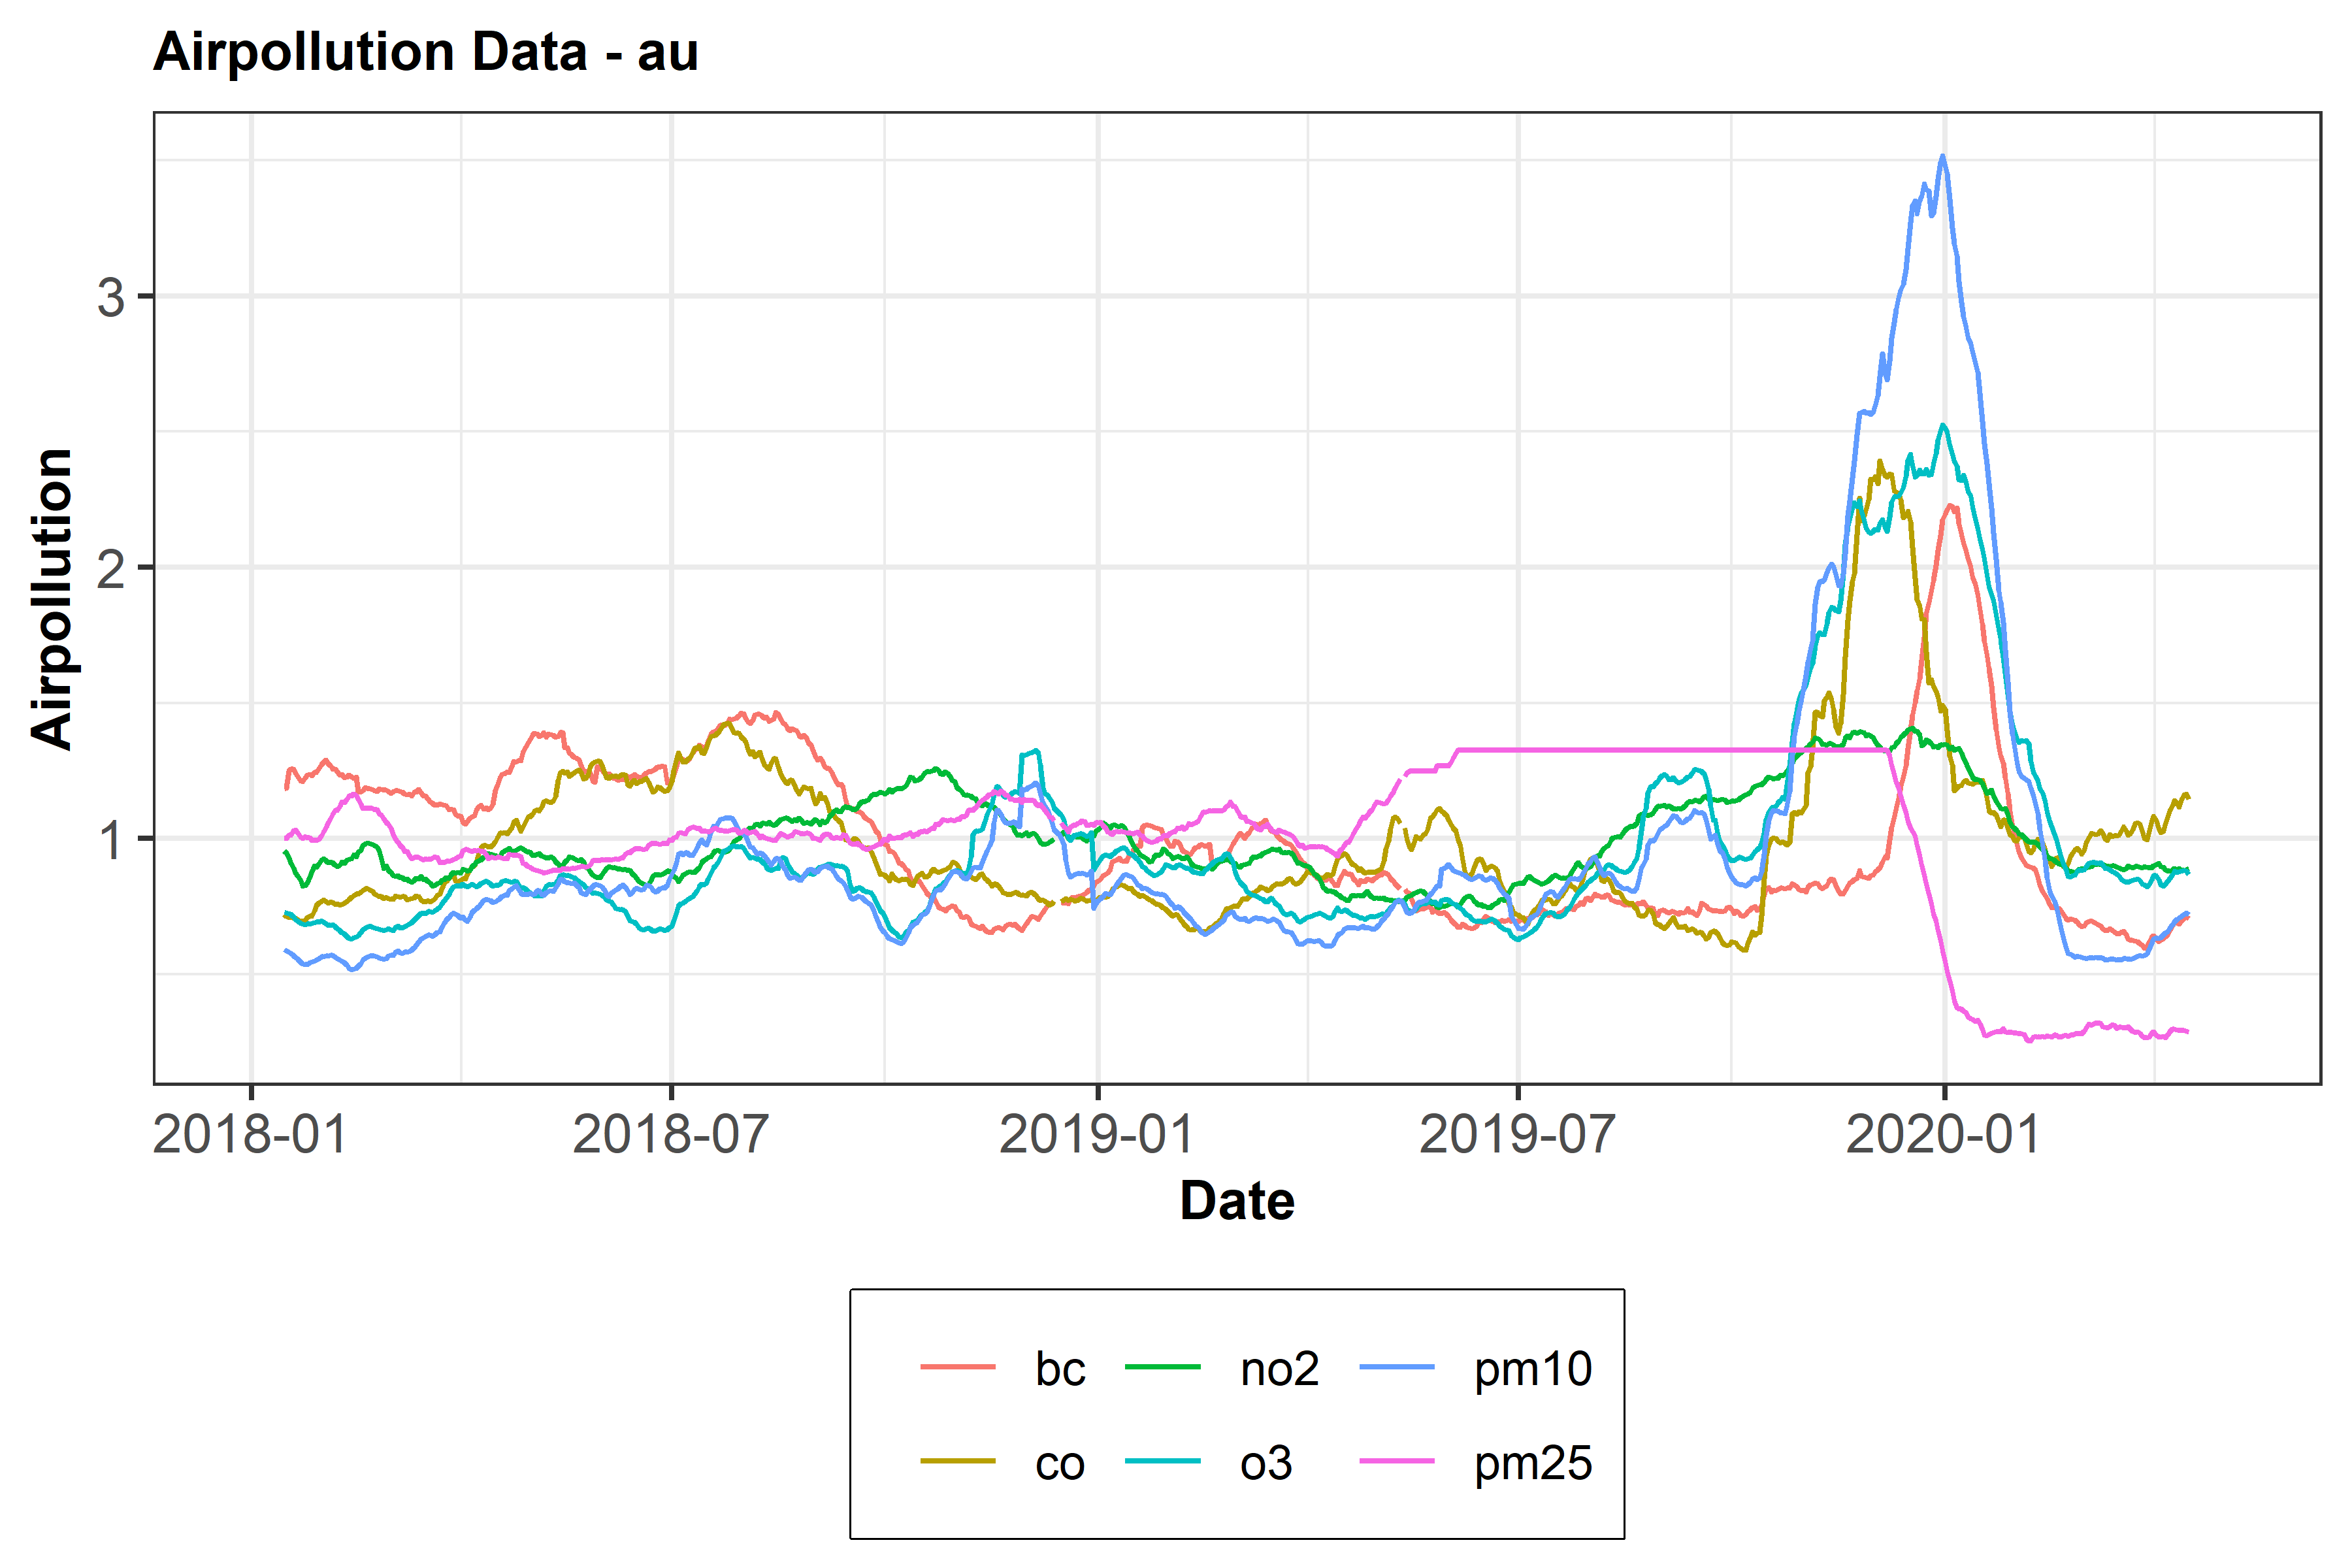 Airpollution Data - au
Airpollution
3
2
1
2018-01 2018-07 2019-01 2019-07 2020-01
Date
bc no2 pm10
co o3 pm25